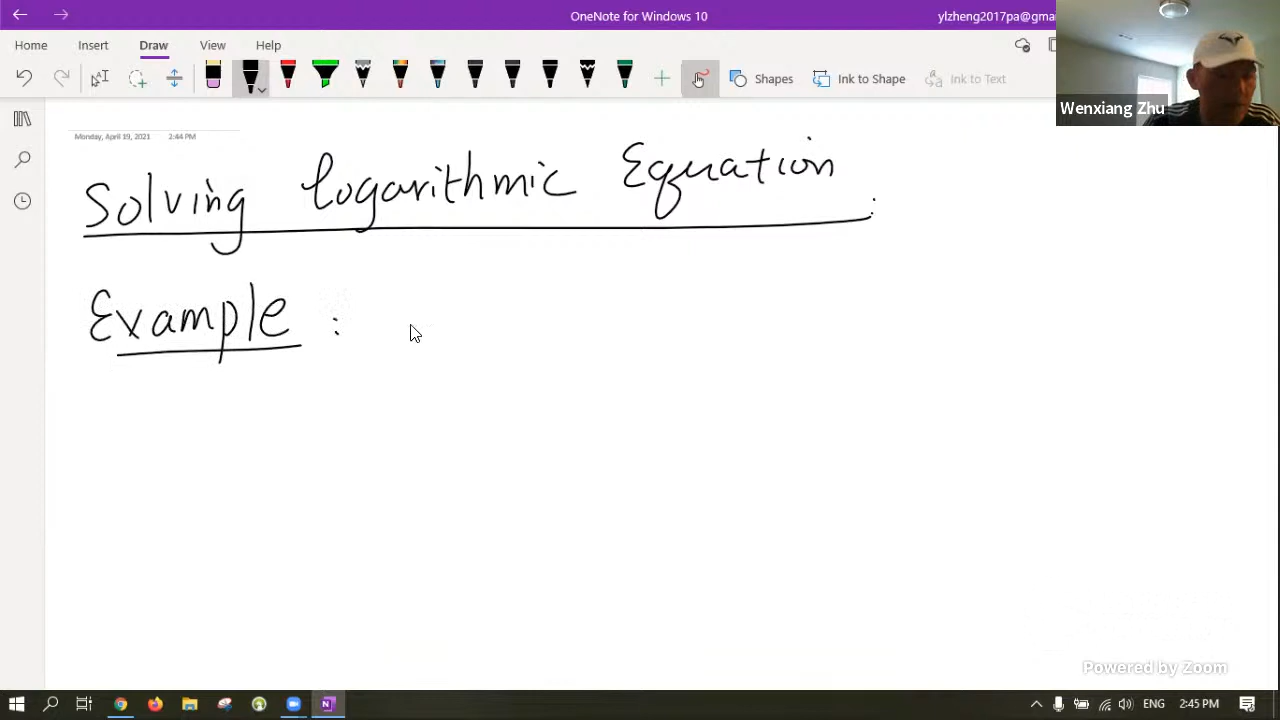 OneNote for Windows 10
ylzheng2017pa@gma
Home Insert Draw View Help
Shapes Ink to Shape Ink to Text
Wenxiang Zhu
Monday, April 19, 2021 2:44 PM
Solving logarithmic Equation :
Example :
Powered by Zoom
ENG 2:45 PM